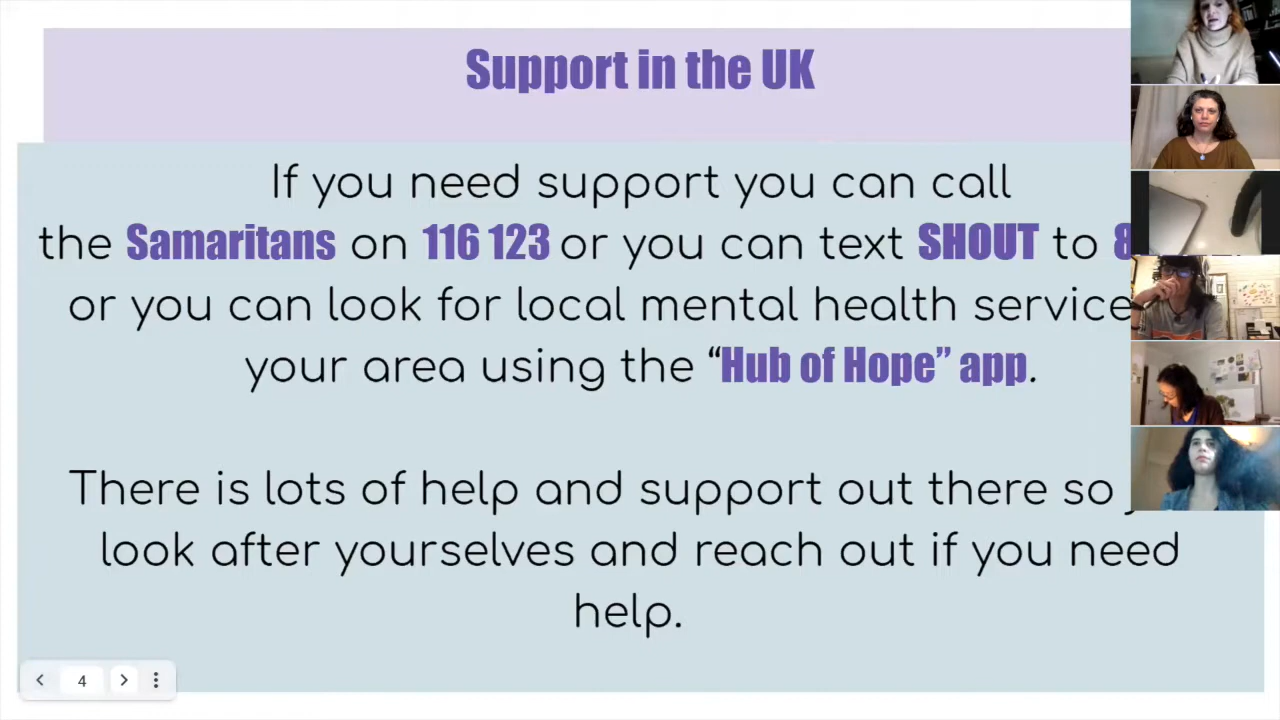 Support in the UK
If you need support you can call
the Samaritans on 116 123 or you can text SHOUT to 8
or you can look for local mental health service
your area using the “Hub of Hope” app.
There is lots of help and support out there so
look after yourselves and reach out if you need
help.
4